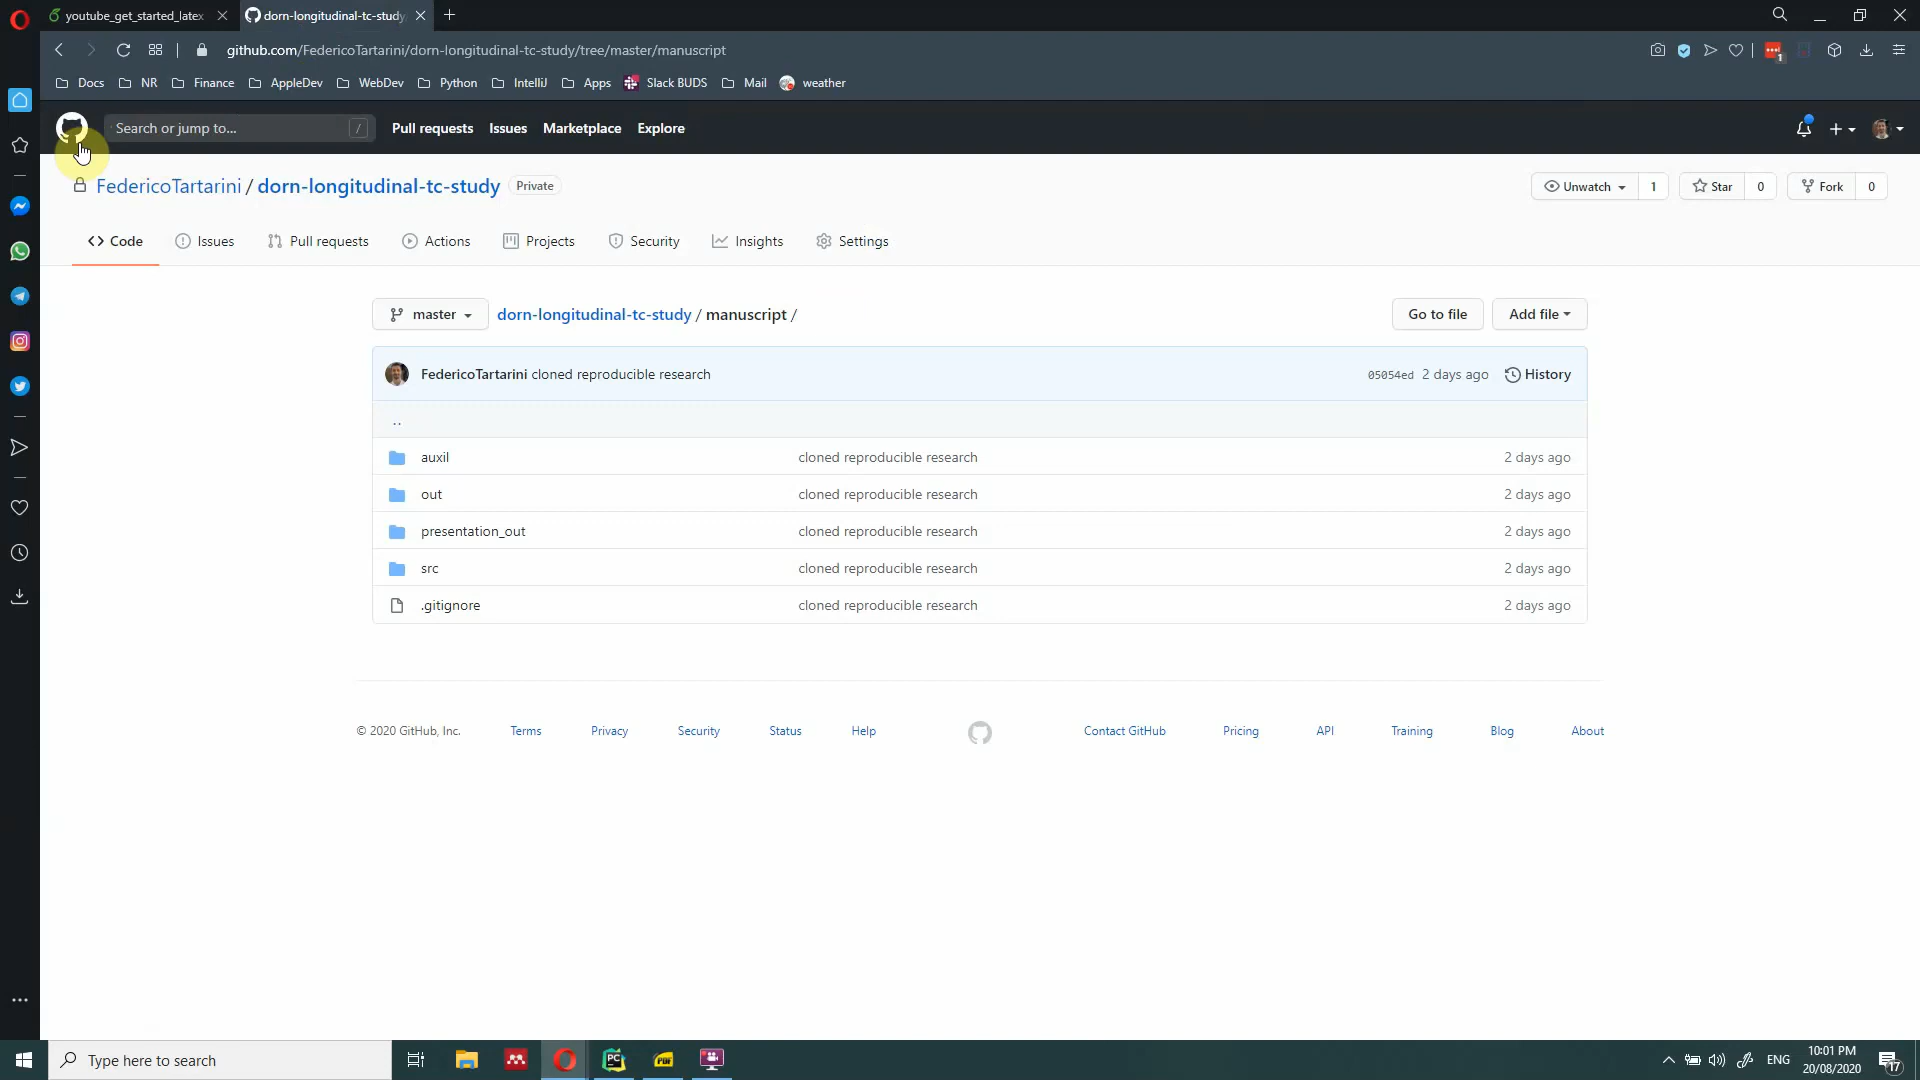 youtube_get_started_latex
dorn-longitudinal-tc-study
github.com/FedericoTartarini/dorn-longitudinal-tc-study/tree/master/manuscript
1
Docs NR Finance AppleDev WebDev Python IntelliJ Apps Slack BUDS Mail weather
Search or jump to... / Pull requests Issues Marketplace Explore
FedericoTartarini / dorn-longitudinal-tc-study Private
Unwatch 1 Star 0 Fork 0
Code Issues Pull requests Actions Projects Security Insights Settings
master dorn-longitudinal-tc-study / manuscript / Go to file Add file
FedericoTartarini cloned reproducible research 05054ed 2 days ago History
..
auxil cloned reproducible research 2 days ago
out cloned reproducible research 2 days ago
presentation_out cloned reproducible research 2 days ago
src cloned reproducible research 2 days ago
.gitignore cloned reproducible research 2 days ago
© 2020 GitHub, Inc. Terms Privacy Security Status Help Contact GitHub Pricing API Training Blog About
Type here to search
PC
PDF
ENG
10:01 PM
20/08/2020
17